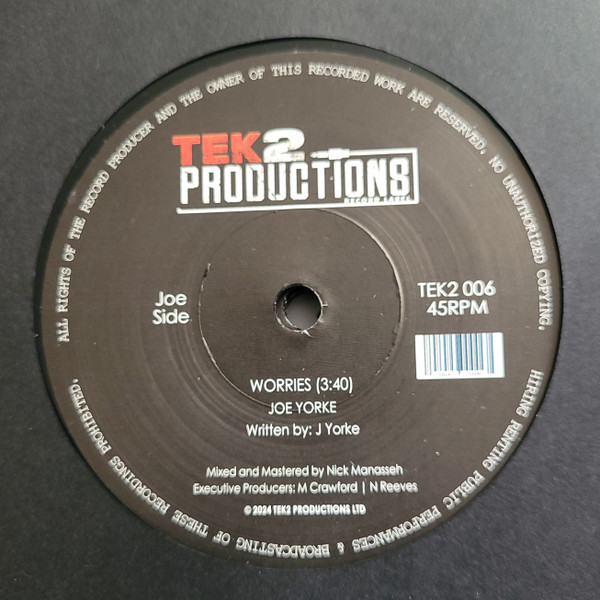 ALL RIGHTS OF THE RECORD PRODUCER AND THE OWNER OF THIS RECORDED WORK ARE RESERVED. NO UNAUTHORIZED COPYING,
HIRING RENTING PUBLIC PERFORMANCES & BROADCASTING OF THESE RECORDINGS PROHIBITED.
TEK2
PRODUCTIONS
RECORD LABEL
Joe
Side
TEK2 006
45RPM
WORRIES (3:40)
JOE YORKE
Written by: J Yorke
Mixed and Mastered by Nick Manasseh
Executive Producers: M Crawford | N Reeves
© 2024 TEK2 PRODUCTIONS LTD